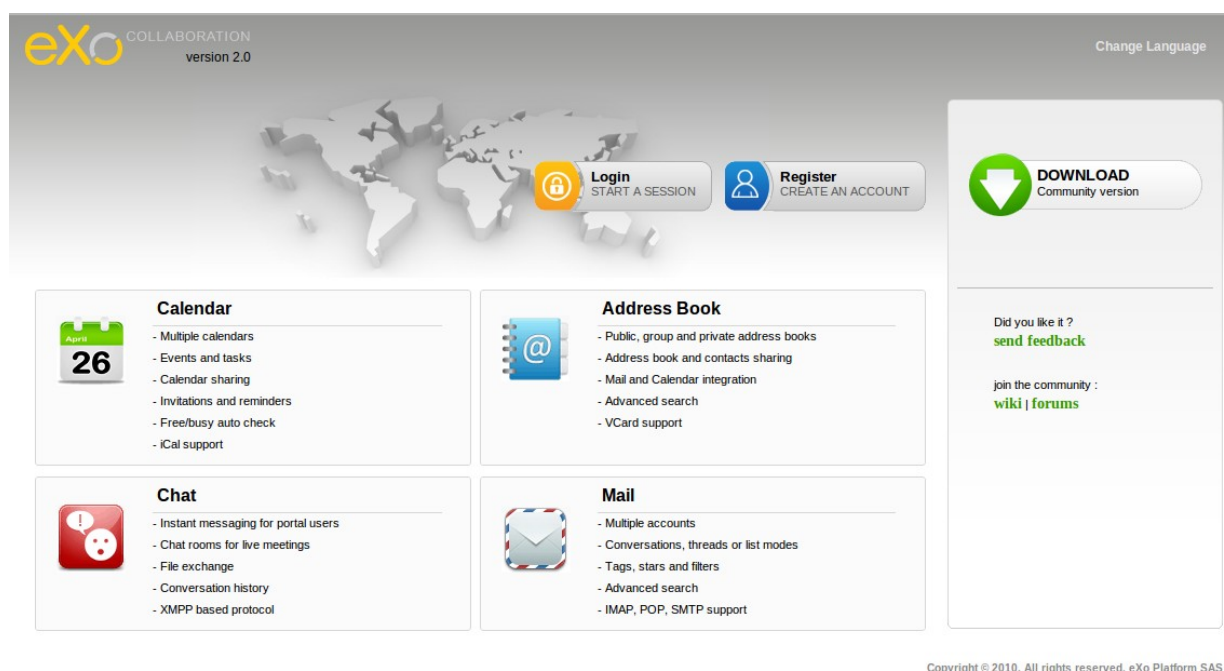 eXo COLLABORATION
version 2.0
Change Language
Login
START A SESSION
Register
CREATE AN ACCOUNT
DOWNLOAD
Community version
Calendar
April
26
- Multiple calendars
- Events and tasks
- Calendar sharing
- Invitations and reminders
- Free/busy auto check
- iCal support
Address Book
@
- Public, group and private address books
- Address book and contacts sharing
- Mail and Calendar integration
- Advanced search
- VCard support
Did you like it ?
send feedback
join the community :
wiki | forums
Chat
!
- Instant messaging for portal users
- Chat rooms for live meetings
- File exchange
- Conversation history
- XMPP based protocol
Mail
- Multiple accounts
- Conversations, threads or list modes
- Tags, stars and filters
- Advanced search
- IMAP, POP, SMTP support
Copyright © 2010. All rights reserved. eXo Platform SAS